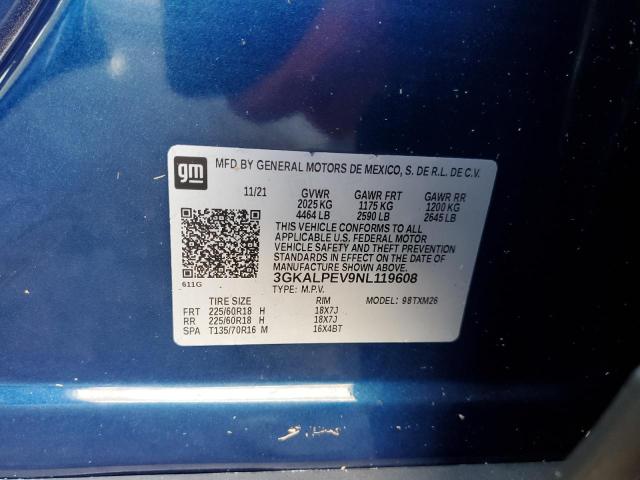 gm MFD. BY GENERAL MOTORS DE MEXICO, S. DE R.L. DE C.V.
11/21 GVWR GAWR FRT GAWR RR
2025 KG 1175 KG 1200 KG
4464 LB 2590 LB 2645 LB
THIS VEHICLE CONFORMS TO ALL
APPLICABLE U.S. FEDERAL MOTOR
VEHICLE SAFETY AND THEFT PREVENTION
STANDARDS IN EFFECT ON THE DATE OF
MANUFACTURE SHOWN ABOVE.
611G 3GKALPEV9NL119608
TYPE: M.P.V. MODEL: 98TXM26
TIRE SIZE RIM
FRT 225/60R18 H 18X7J
RR 225/60R18 H 18X7J
SPA T135/70R16 M 16X4BT